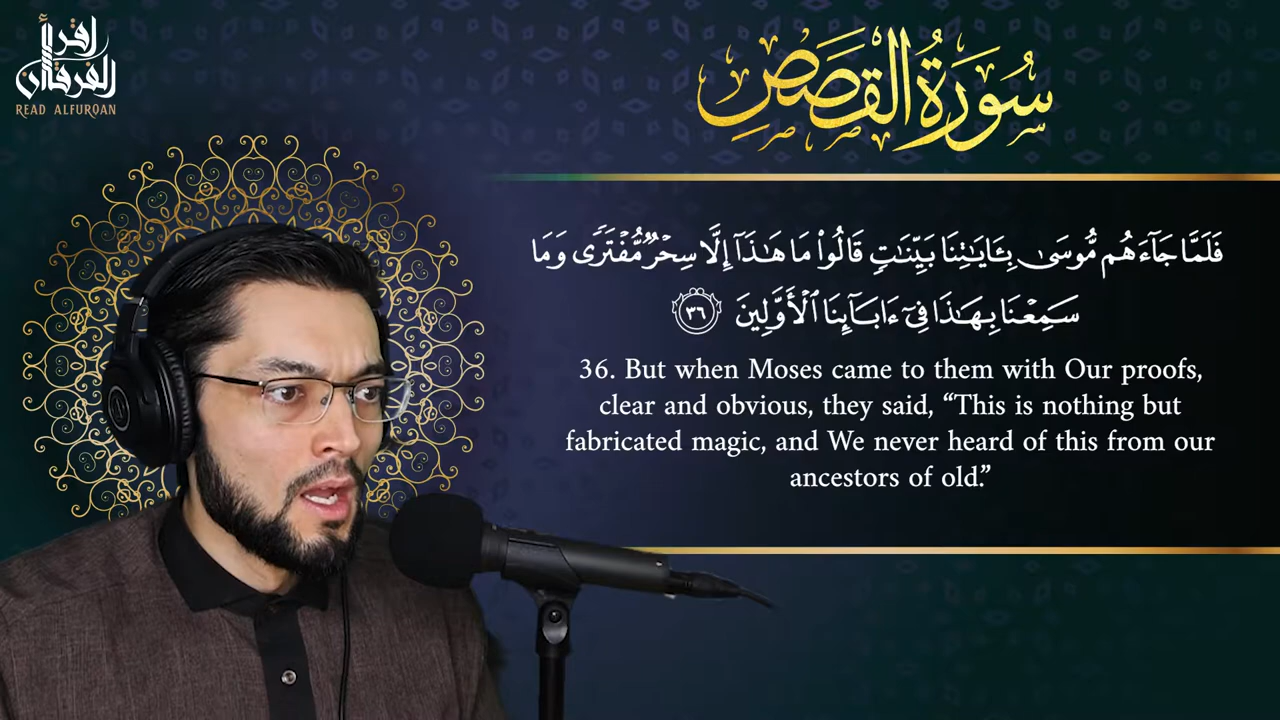 اقرأ
الفرقان
READ ALFURQAN
سُورَةُ القَصَصِ
فَلَمَّا جَآءَهُم مُّوسَىٰ بِـَٔايَـٰتِنَا بَيِّنَـٰتٍ قَالُوا۟ مَا هَـٰذَآ إِلَّا سِحْرٌ مُّفْتَرًى وَمَا
سَمِعْنَا بِهَـٰذَا فِىٓ ءَابَآئِنَا ٱلْأَوَّلِينَ ٣٦
36. But when Moses came to them with Our proofs,
clear and obvious, they said, “This is nothing but
fabricated magic, and We never heard of this from our
ancestors of old.”